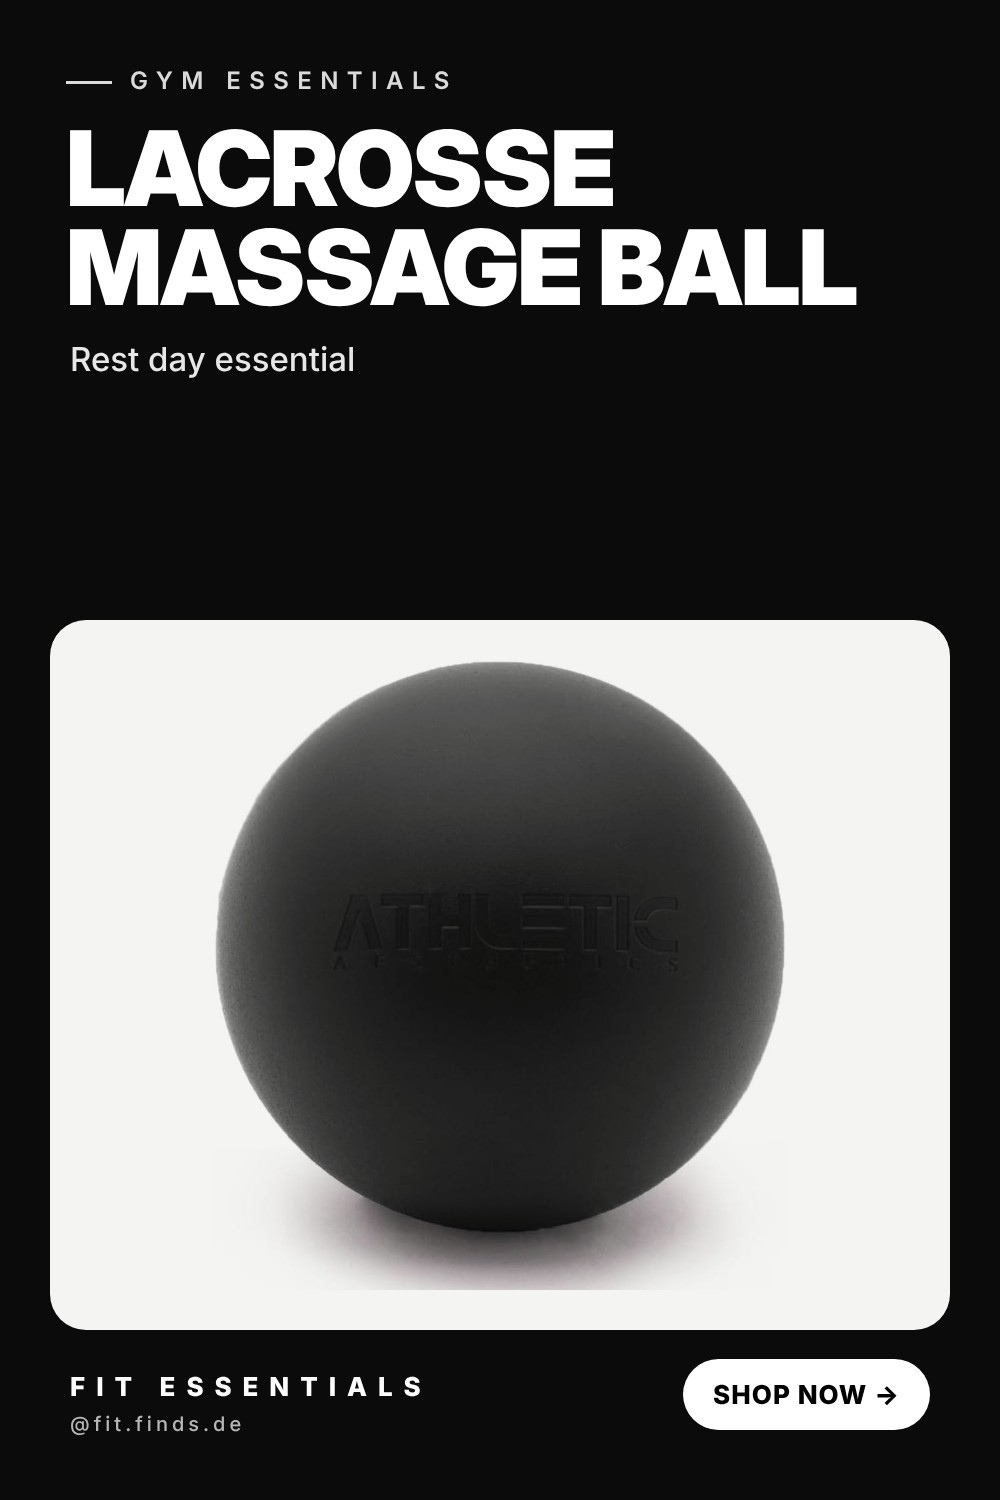 GYM ESSENTIALS
LACROSSE
MASSAGE BALL
Rest day essential
ATHLETIC
FIT ESSENTIALS
@fit.finds.de
SHOP NOW →